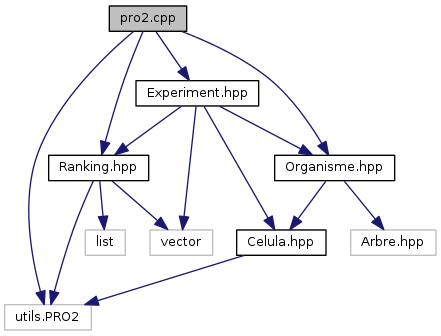 pro2.cpp
Experiment.hpp
Ranking.hpp
Organisme.hpp
list
vector
Celula.hpp
Arbre.hpp
utils.PRO2